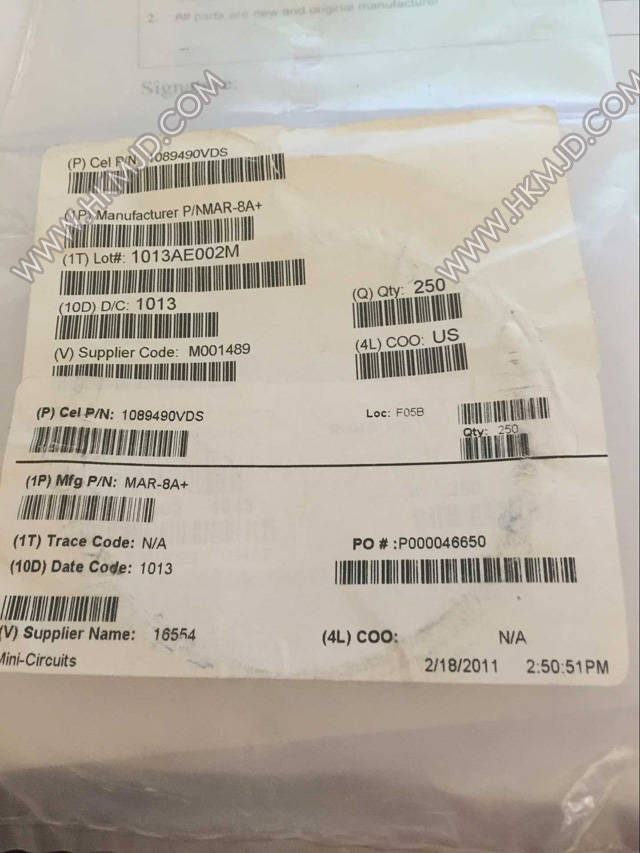 2. All parts are new and original manufacturer
Signature:
WWW.HKMJD.COM
WWW.HKMJD.COM
(P) Cel P/N: 1089490VDS
(1P) Manufacturer P/NMAR-8A+
(1T) Lot#: 1013AE002M
(10D) D/C: 1013
(Q) Qty: 250
(V) Supplier Code: M001489
(4L) COO: US
(P) Cel P/N: 1089490VDS
Loc: F05B
Qty: 250
(1P) Mfg P/N: MAR-8A+
(1T) Trace Code: N/A
PO # :P000046650
(10D) Date Code: 1013
(V) Supplier Name: 16554
(4L) COO: N/A
Mini-Circuits
2/18/2011 2:50:51PM